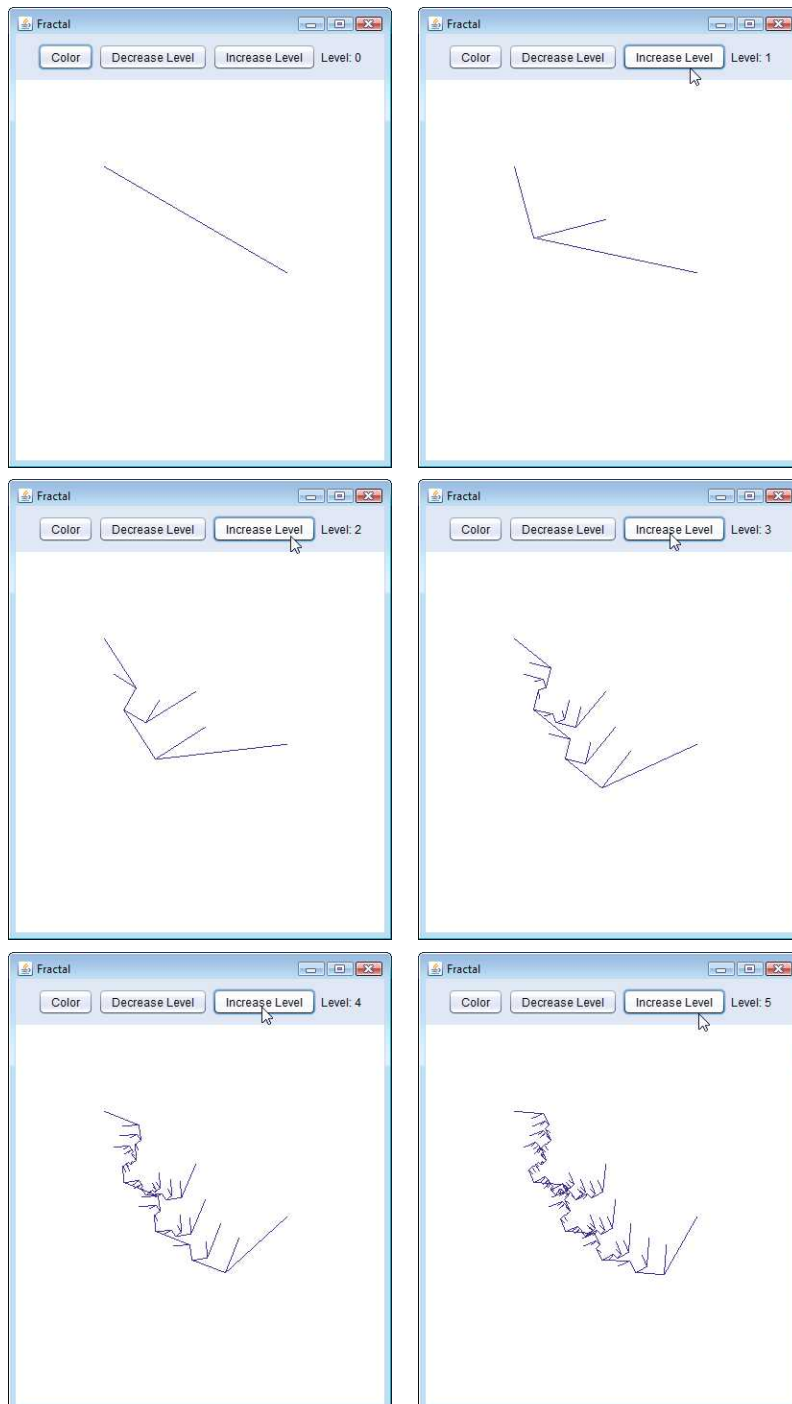 Fractal
Color Decrease Level Increase Level Level: 0
Fractal
Color Decrease Level Increase Level Level: 1
Fractal
Color Decrease Level Increase Level Level: 2
Fractal
Color Decrease Level Increase Level Level: 3
Fractal
Color Decrease Level Increase Level Level: 4
Fractal
Color Decrease Level Increase Level Level: 5